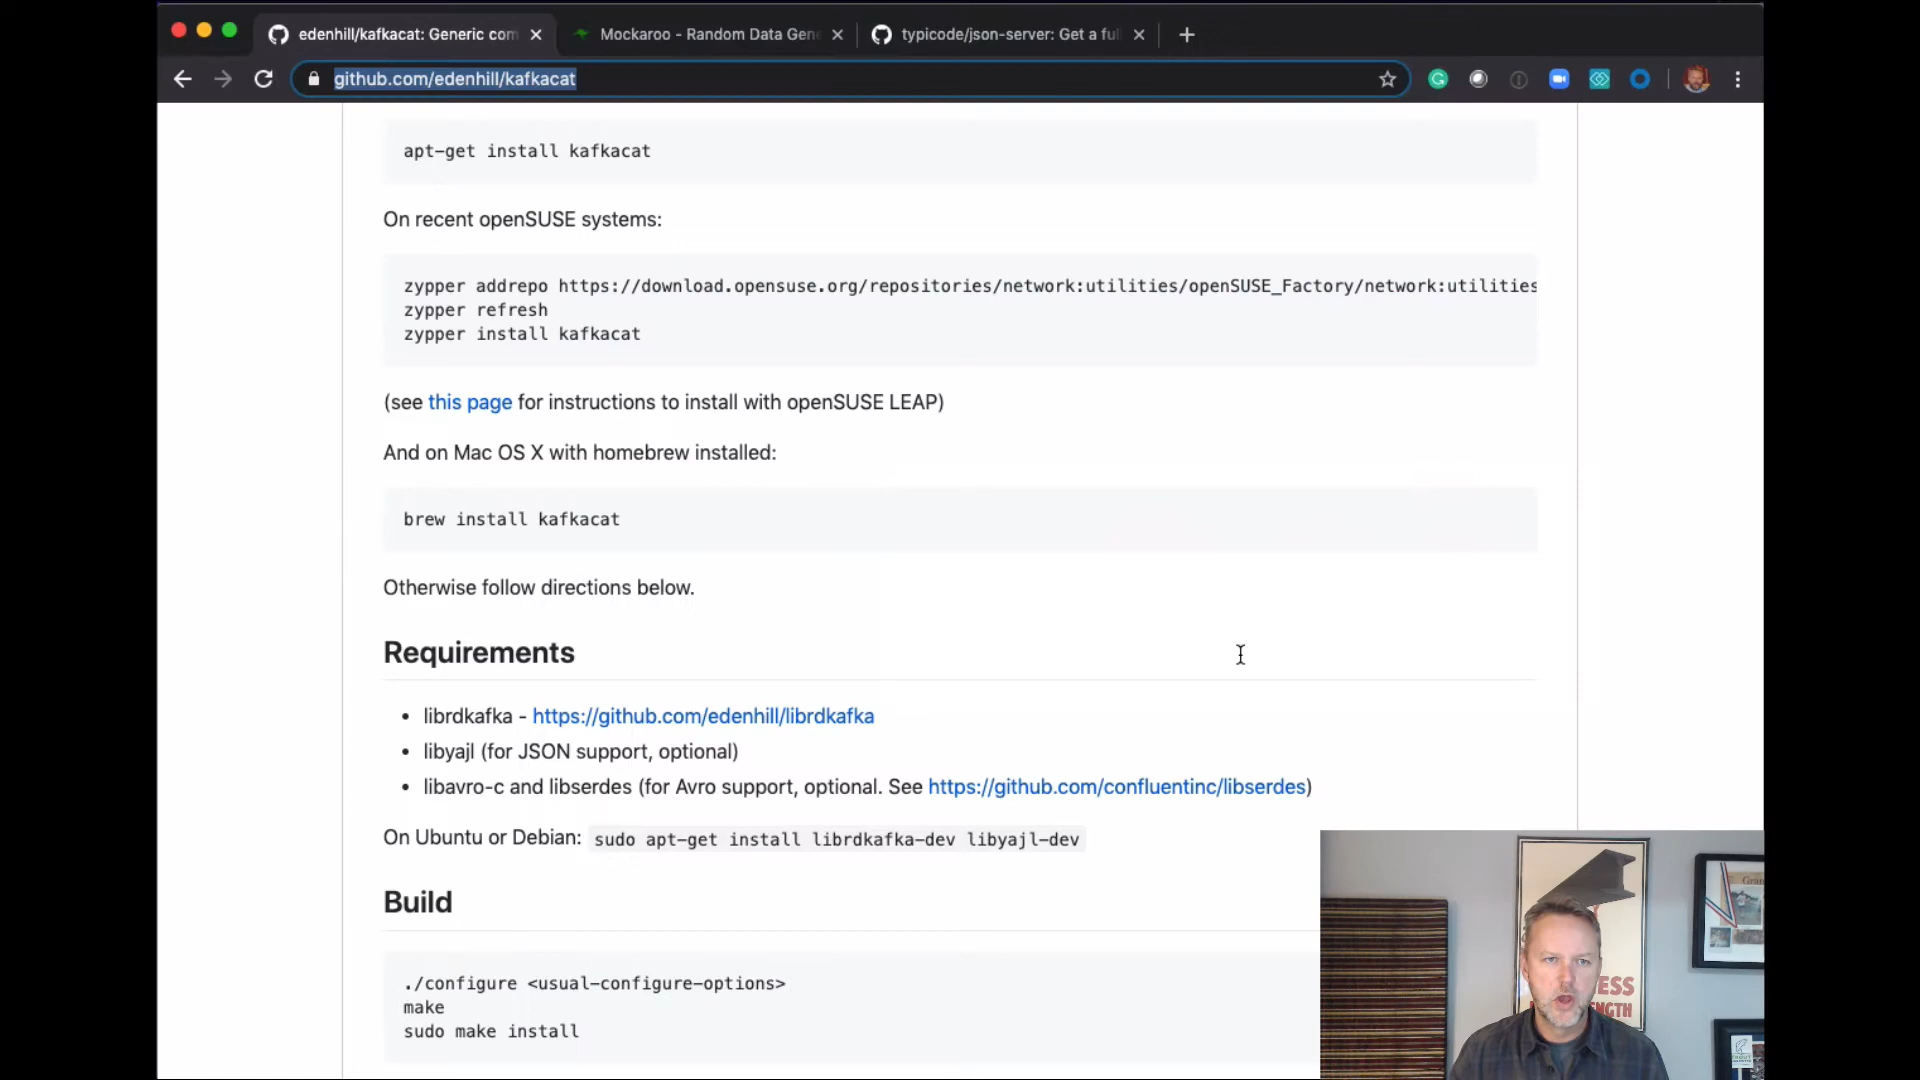 edenhill/kafkacat: Generic com
Mockaroo - Random Data Gene
typicode/json-server: Get a ful
github.com/edenhill/kafkacat
apt-get install kafkacat
On recent openSUSE systems:
zypper addrepo https://download.opensuse.org/repositories/network:utilities/openSUSE_Factory/network:utilities
zypper refresh
zypper install kafkacat
(see this page for instructions to install with openSUSE LEAP)
And on Mac OS X with homebrew installed:
brew install kafkacat
Otherwise follow directions below.
Requirements
• librdkafka - https://github.com/edenhill/librdkafka
• libyajl (for JSON support, optional)
• libavro-c and libserdes (for Avro support, optional. See https://github.com/confluentinc/libserdes)
On Ubuntu or Debian: sudo apt-get install librdkafka-dev libyajl-dev
Build
./configure <usual-configure-options>
make
sudo make install